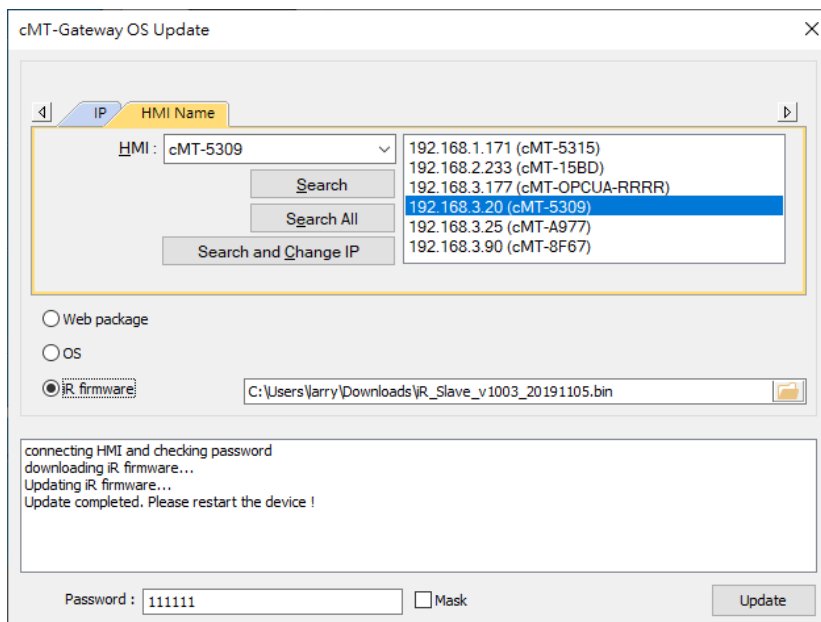 cMT-Gateway OS Update
IP
HMI Name
HMI : cMT-5309
Search
Search All
Search and Change IP
192.168.1.171 (cMT-5315)
192.168.2.233 (cMT-15BD)
192.168.3.177 (cMT-OPCUA-RRRR)
192.168.3.20 (cMT-5309)
192.168.3.25 (cMT-A977)
192.168.3.90 (cMT-8F67)
Web package
OS
iR firmware
C:\Users\larry\Downloads\iR_Slave_v1003_20191105.bin
connecting HMI and checking password
downloading iR firmware...
Updating iR firmware...
Update completed. Please restart the device !
Password : 111111
Mask
Update